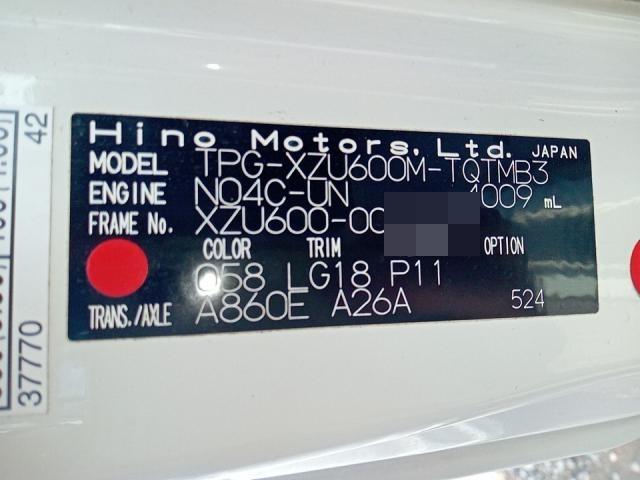 Hino Motors, Ltd. JAPAN
MODEL TPG-XZU600M-TQTMB3
ENGINE N04C-UN 4009 mL
FRAME No. XZU600-00
COLOR TRIM OPTION
058 LG18 P11
TRANS./AXLE A860E A26A 524
42
37770